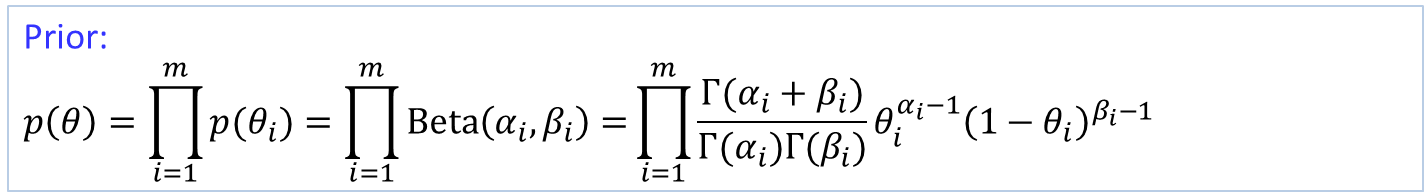 Prior:
p(θ) = ∏_{i=1}^{m} p(θ_i) = ∏_{i=1}^{m} Beta(α_i, β_i) = ∏_{i=1}^{m} \frac{Γ(α_i + β_i)}{Γ(α_i)Γ(β_i)} θ_i^{α_i−1}(1 − θ_i)^{β_i−1}